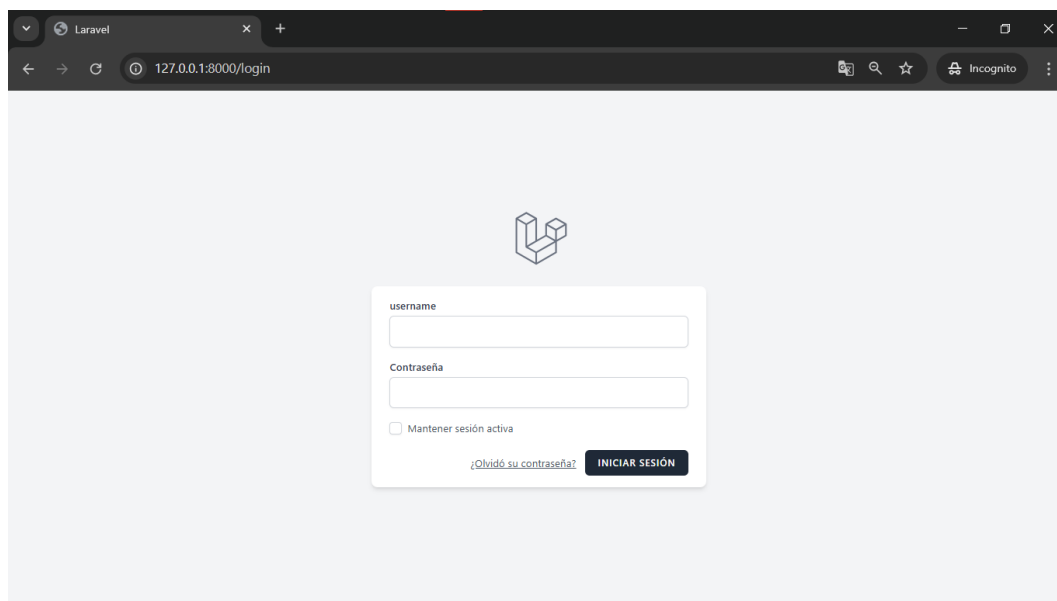 Laravel
127.0.0.1:8000/login
Incognito
username
Contraseña
Mantener sesión activa
¿Olvidó su contraseña? INICIAR SESIÓN